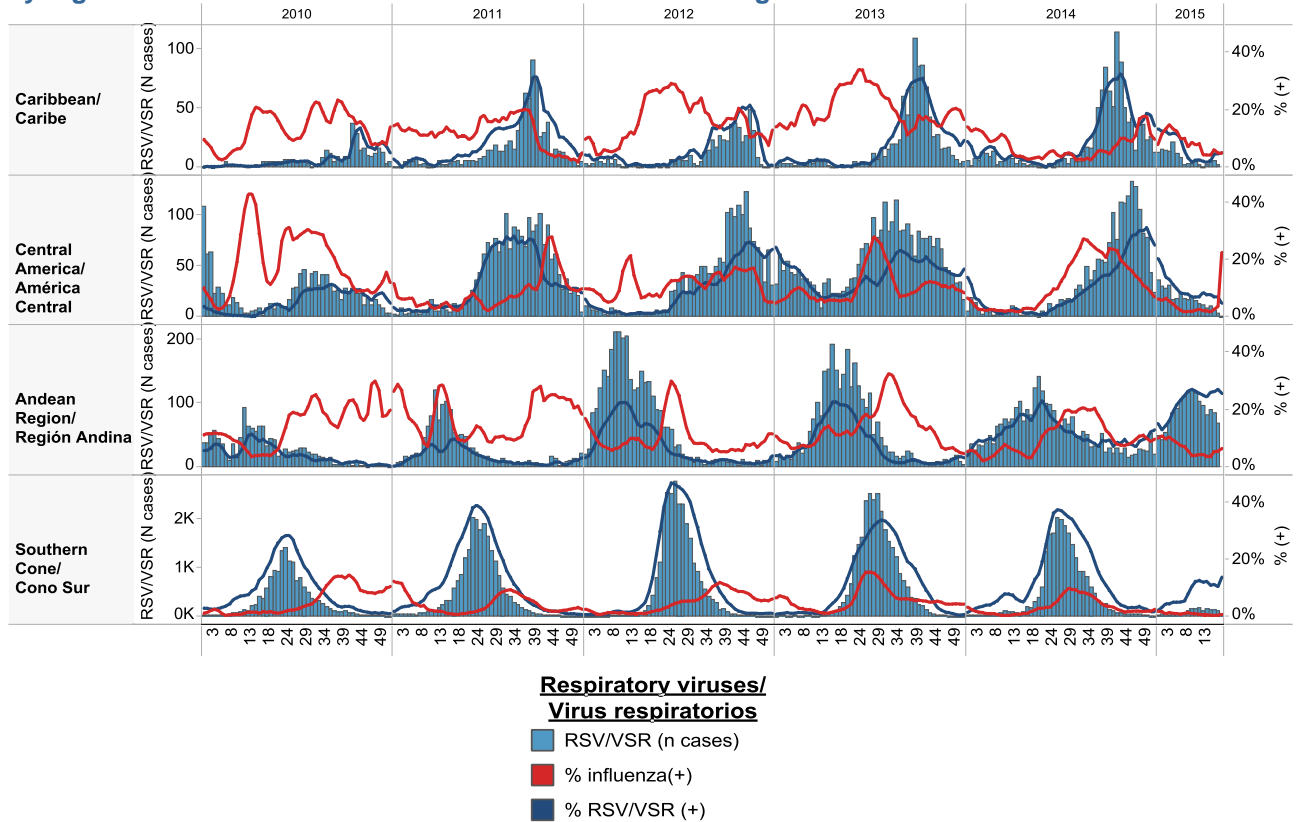 2010 2011 2012 2013 2014 2015
Caribbean/
Caribe
RSV/VSR (N cases)
100
50
0
40%
20%
0%
% (+)
Central
America/
América
Central
RSV/VSR (N cases)
100
50
0
40%
20%
0%
% (+)
Andean
Region/
Región Andina
RSV/VSR (N cases)
200
100
0
40%
20%
0%
% (+)
Southern
Cone/
Cono Sur
RSV/VSR (N cases)
2K
1K
0K
40%
20%
0%
% (+)
3 8 13 18 24 29 34 39 44 49 3 8 13 18 24 29 34 39 44 49 3 8 13 18 24 29 34 39 44 49 3 8 13 18 24 29 34 39 44 49 3 8 13 18 24 29 34 39 44 49 3 8 13
Respiratory viruses/
Virus respiratorios
RSV/VSR (n cases)
% influenza(+)
% RSV/VSR (+)